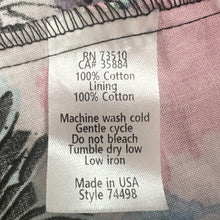 RN 73510
CA# 35884
100% Cotton
Lining
100% Cotton
Machine wash cold
Gentle cycle
Do not bleach
Tumble dry low
Low iron
Made in USA
Style 74498